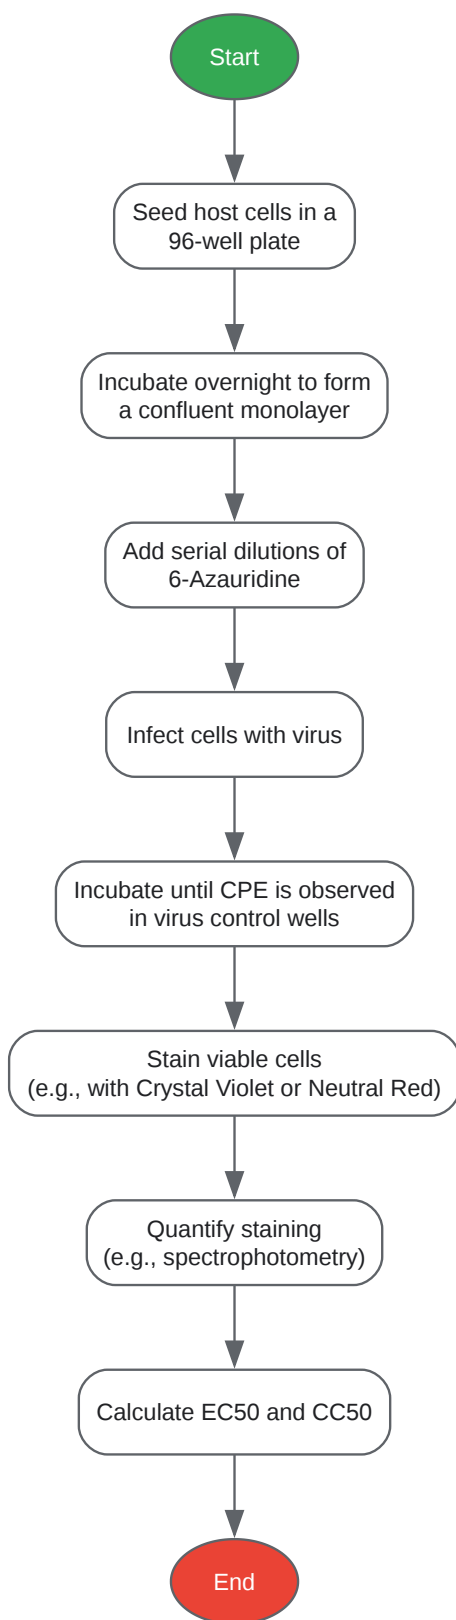 Start
Seed host cells in a
96-well plate
Incubate overnight to form
a confluent monolayer
Add serial dilutions of
6-Azauridine
Infect cells with virus
Incubate until CPE is observed
in virus control wells
Stain viable cells
(e.g., with Crystal Violet or Neutral Red)
Quantify staining
(e.g., spectrophotometry)
Calculate EC50 and CC50
End